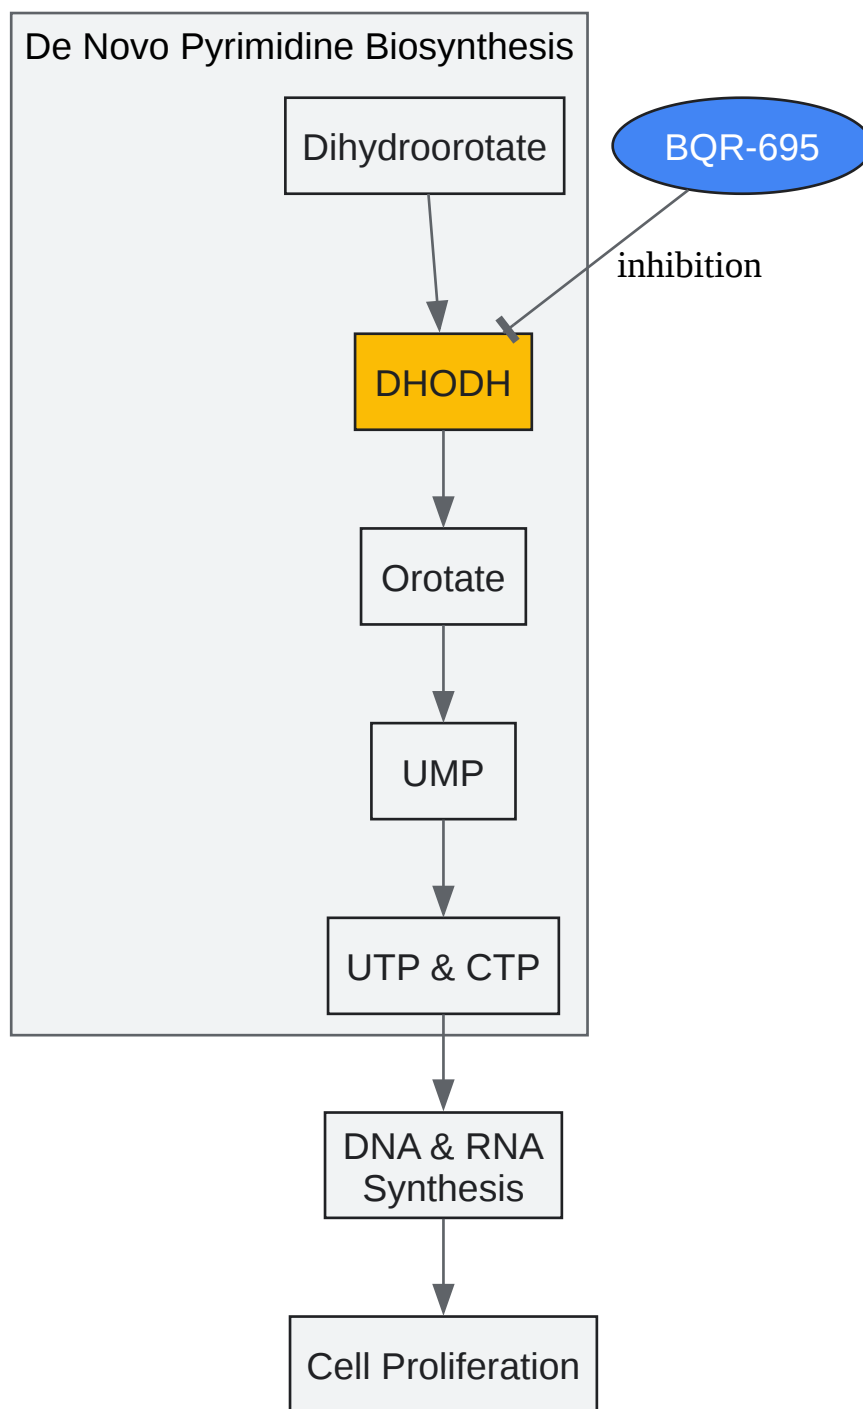 De Novo Pyrimidine Biosynthesis
Dihydroorotate
BQR-695
inhibition
DHODH
Orotate
UMP
UTP & CTP
DNA & RNA
Synthesis
Cell Proliferation